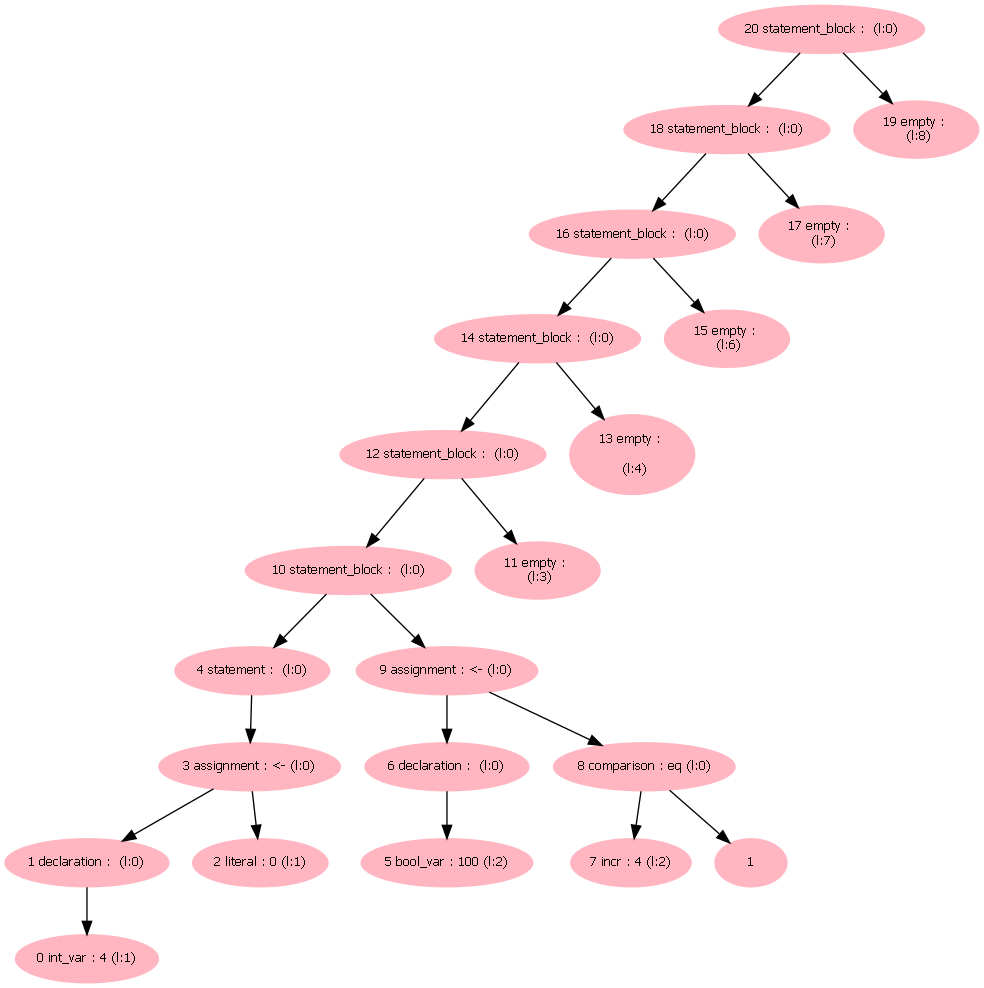 20 statement_block :  (l:0)
18 statement_block :  (l:0)
19 empty :
(l:8)
16 statement_block :  (l:0)
17 empty :
(l:7)
14 statement_block :  (l:0)
15 empty :
(l:6)
12 statement_block :  (l:0)
13 empty :
(l:4)
10 statement_block :  (l:0)
11 empty :
(l:3)
4 statement :  (l:0)
9 assignment : <- (l:0)
3 assignment : <- (l:0)
6 declaration :  (l:0)
8 comparison : eq (l:0)
1 declaration :  (l:0)
2 literal : 0 (l:1)
5 bool_var : 100 (l:2)
7 incr : 4 (l:2)
1
0 int_var : 4 (l:1)